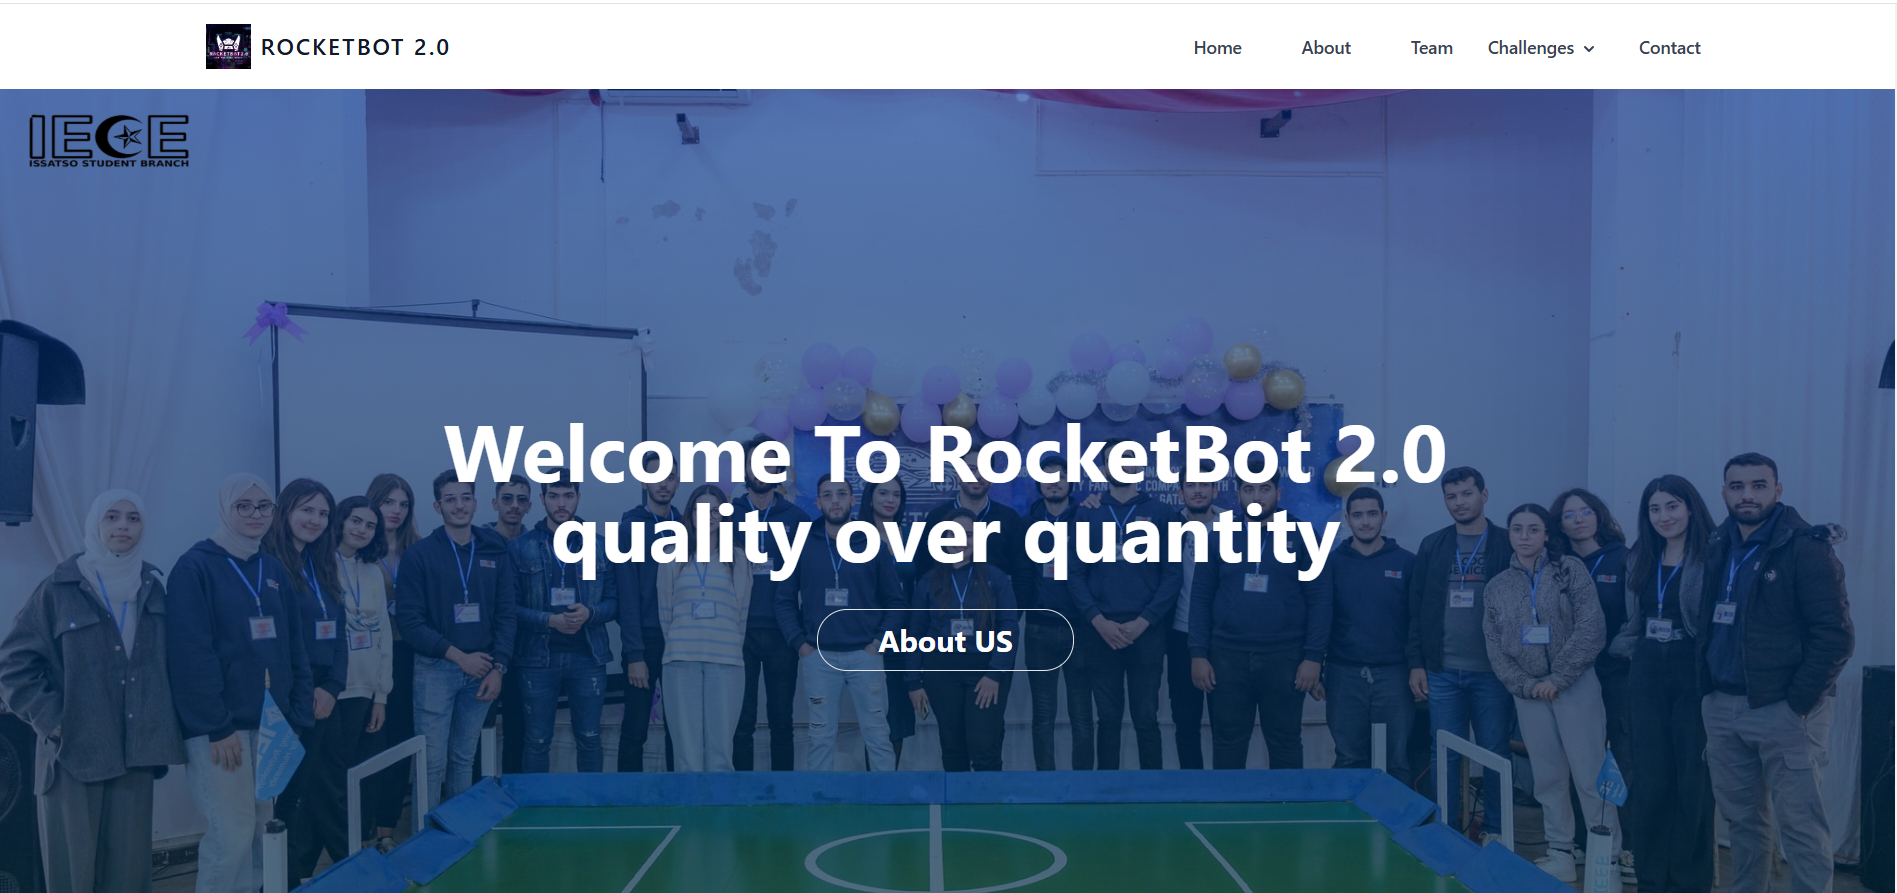 ROCKETBOT 2.0
Home
About
Team
Challenges
Contact
IECE
ISSATSO STUDENT BRANCH
Welcome To RocketBot 2.0
quality over quantity
About US